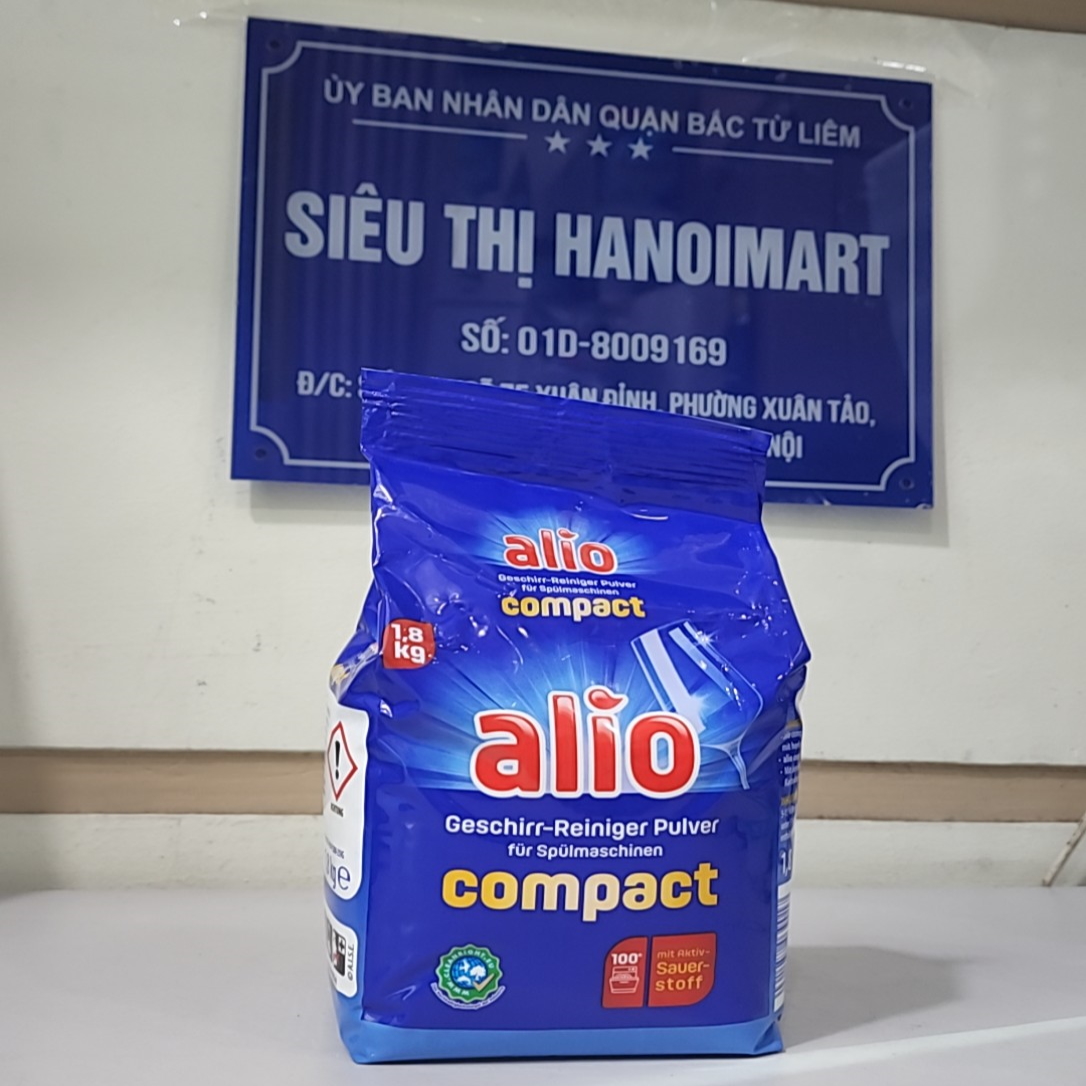 ỦY BAN NHÂN DÂN QUẬN BẮC TỪ LIÊM
SIÊU THỊ HANOIMART
SỐ: 01D-8009169
Đ/C: XUÂN ĐỈNH, PHƯỜNG XUÂN TẢO,
NỘI
alio
Geschirr-Reiniger Pulver
für Spülmaschinen
compact
1,8
kg
alio
Geschirr-Reiniger Pulver
für Spülmaschinen
compact
100*
mit Aktiv-
Sauer-
stoff
ACHTUNG
© A.I.S.E.